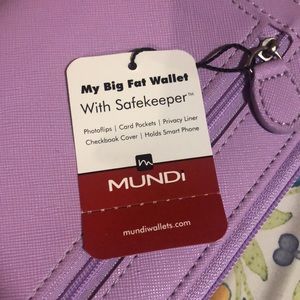 My Big Fat Wallet
With Safekeeper™
Photoflips | Card Pockets | Privacy Liner
Checkbook Cover | Holds Smart Phone
m
MUNDi
mundiwallets.com